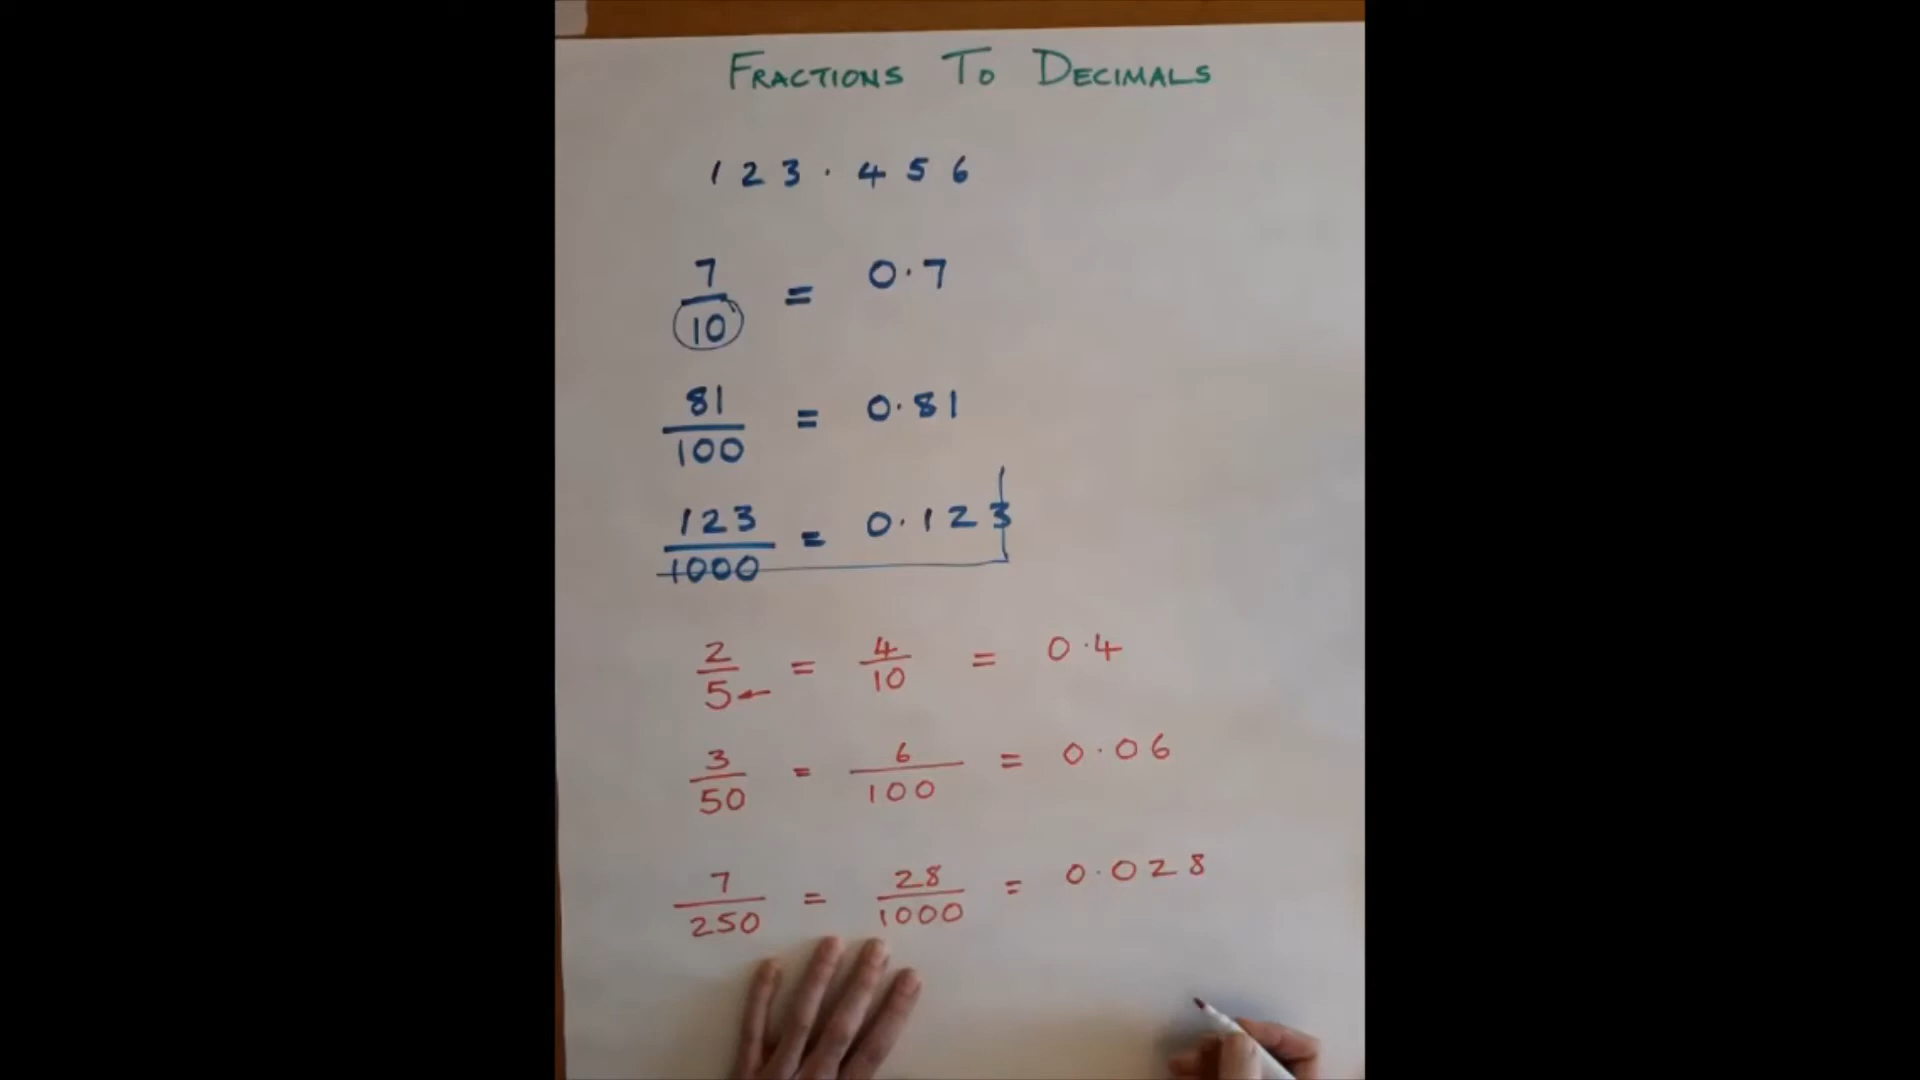 FRACTIONS TO DECIMALS
123.456
7/10 = 0.7
81/100 = 0.81
123/1000 = 0.123
2/5 = 4/10 = 0.4
3/50 = 6/100 = 0.06
7/250 = 28/1000 = 0.028